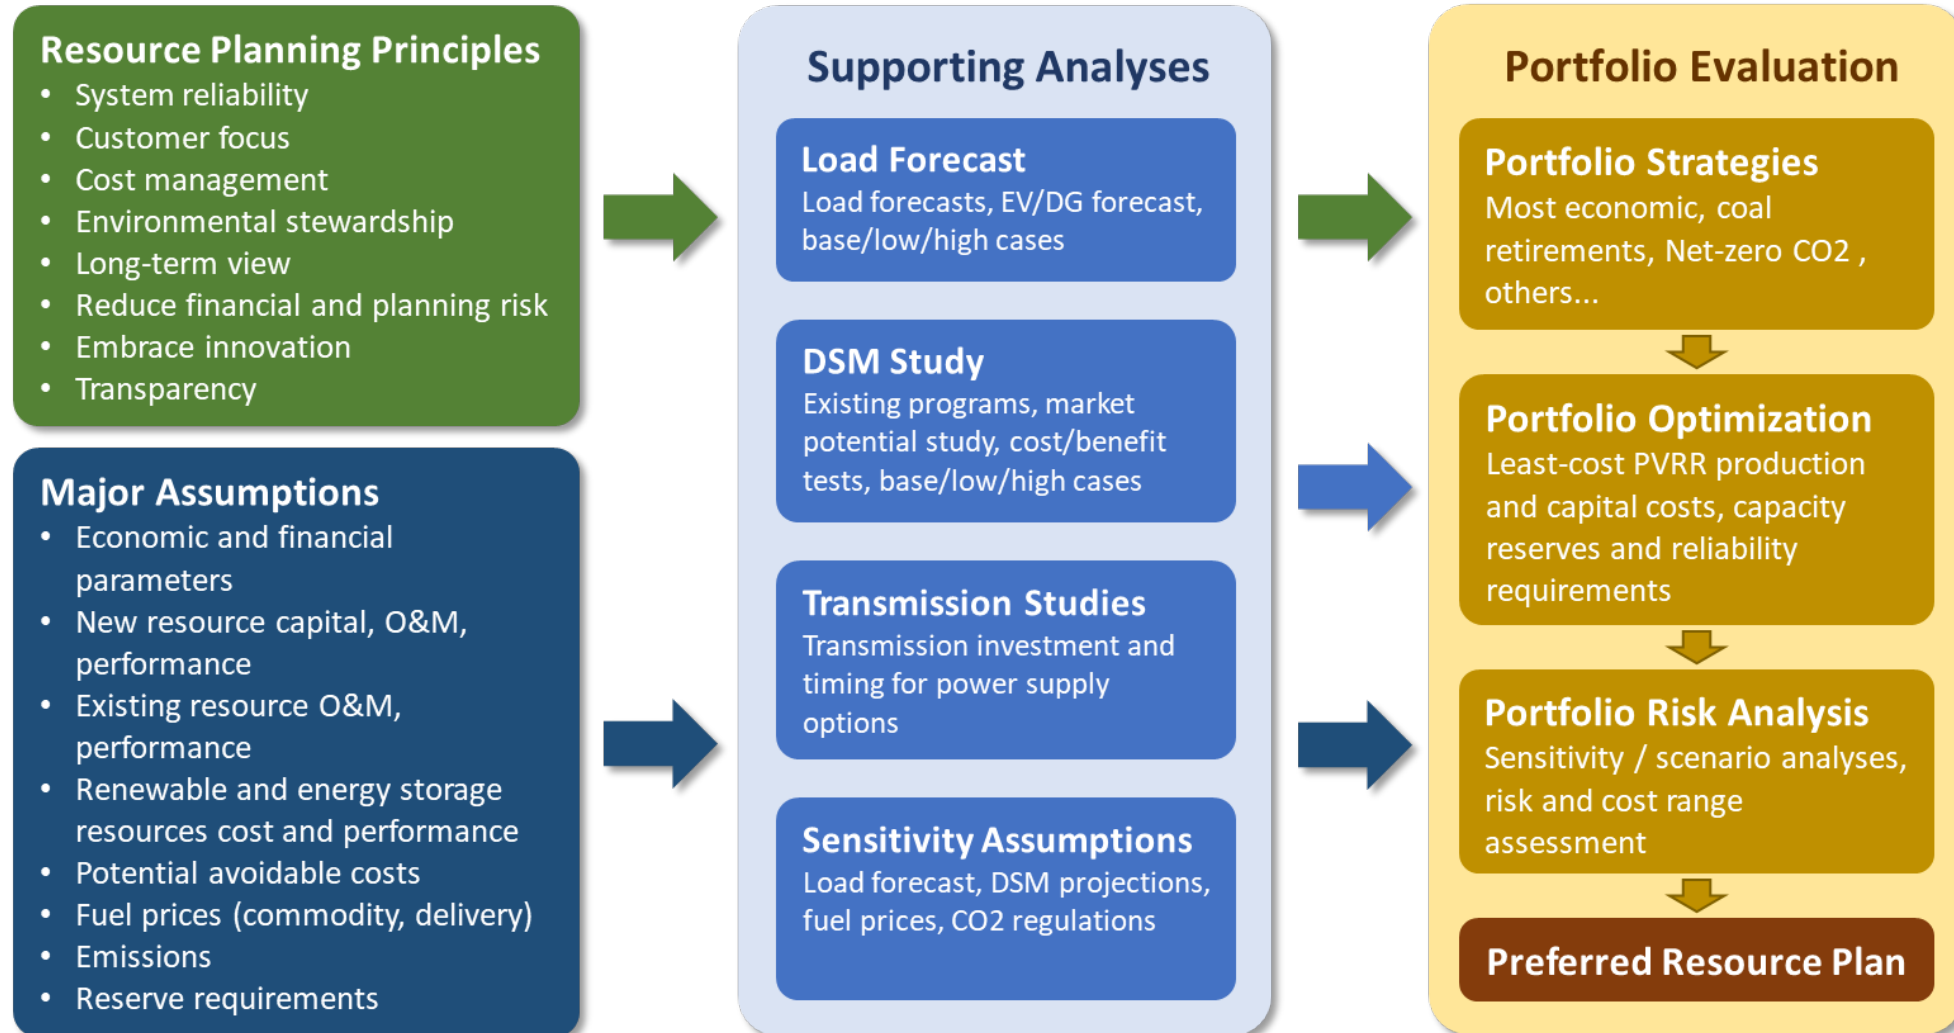 Resource Planning Principles
• System reliability
• Customer focus
• Cost management
• Environmental stewardship
• Long-term view
• Reduce financial and planning risk
• Embrace innovation
• Transparency
Major Assumptions
• Economic and financial
parameters
• New resource capital, O&M,
performance
• Existing resource O&M,
performance
• Renewable and energy storage
resources cost and performance
• Potential avoidable costs
• Fuel prices (commodity, delivery)
• Emissions
• Reserve requirements
Supporting Analyses
Load Forecast
Load forecasts, EV/DG forecast,
base/low/high cases
DSM Study
Existing programs, market
potential study, cost/benefit
tests, base/low/high cases
Transmission Studies
Transmission investment and
timing for power supply
options
Sensitivity Assumptions
Load forecast, DSM projections,
fuel prices, CO2 regulations
Portfolio Evaluation
Portfolio Strategies
Most economic, coal
retirements, Net-zero CO2 ,
others...
Portfolio Optimization
Least-cost PVRR production
and capital costs, capacity
reserves and reliability
requirements
Portfolio Risk Analysis
Sensitivity / scenario analyses,
risk and cost range
assessment
Preferred Resource Plan